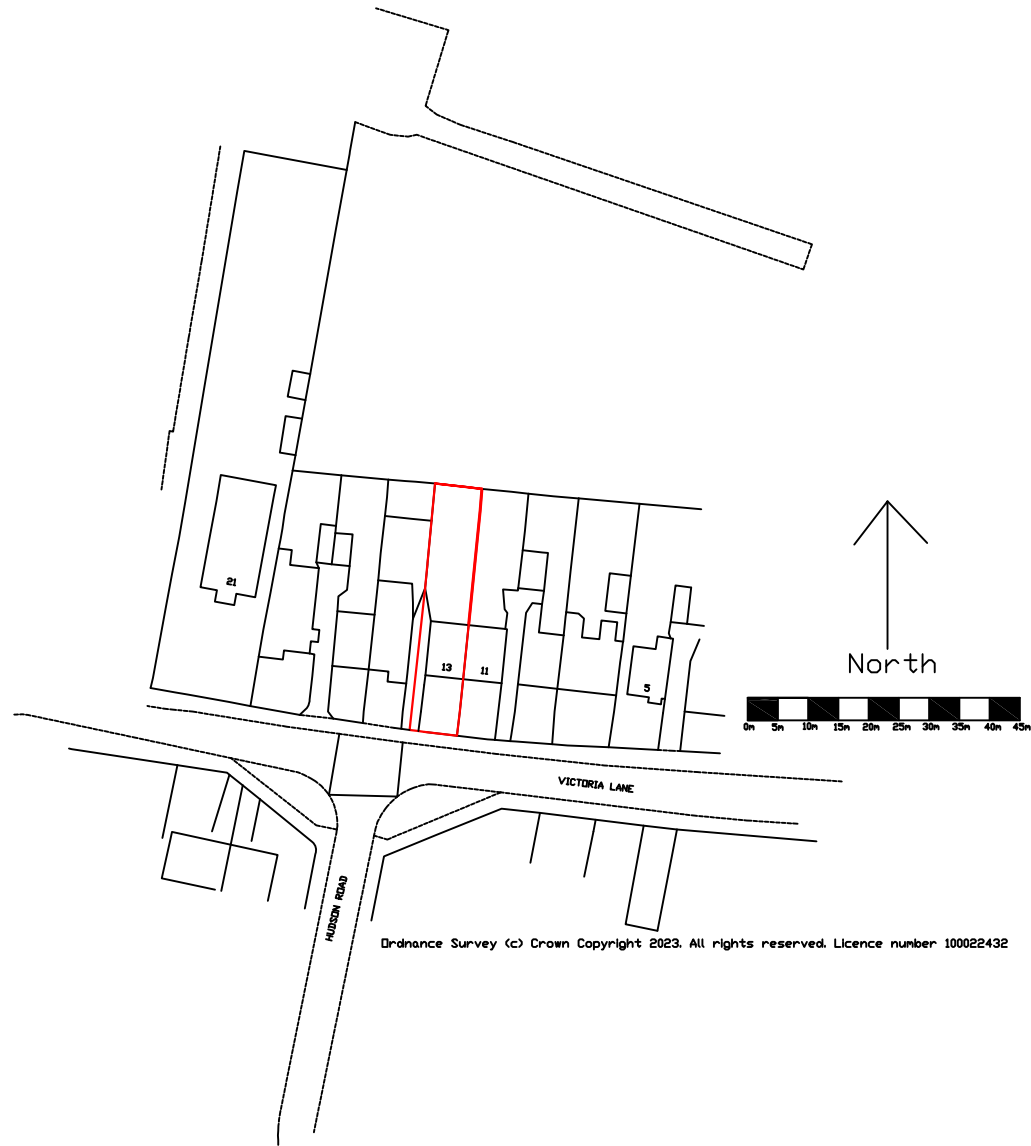 21
13
11
5
North
0m 5m 10m 15m 20m 25m 30m 35m 40m 45m
VICTORIA LANE
HUDSON ROAD
Ordnance Survey (c) Crown Copyright 2023. All rights reserved. Licence number 100022432